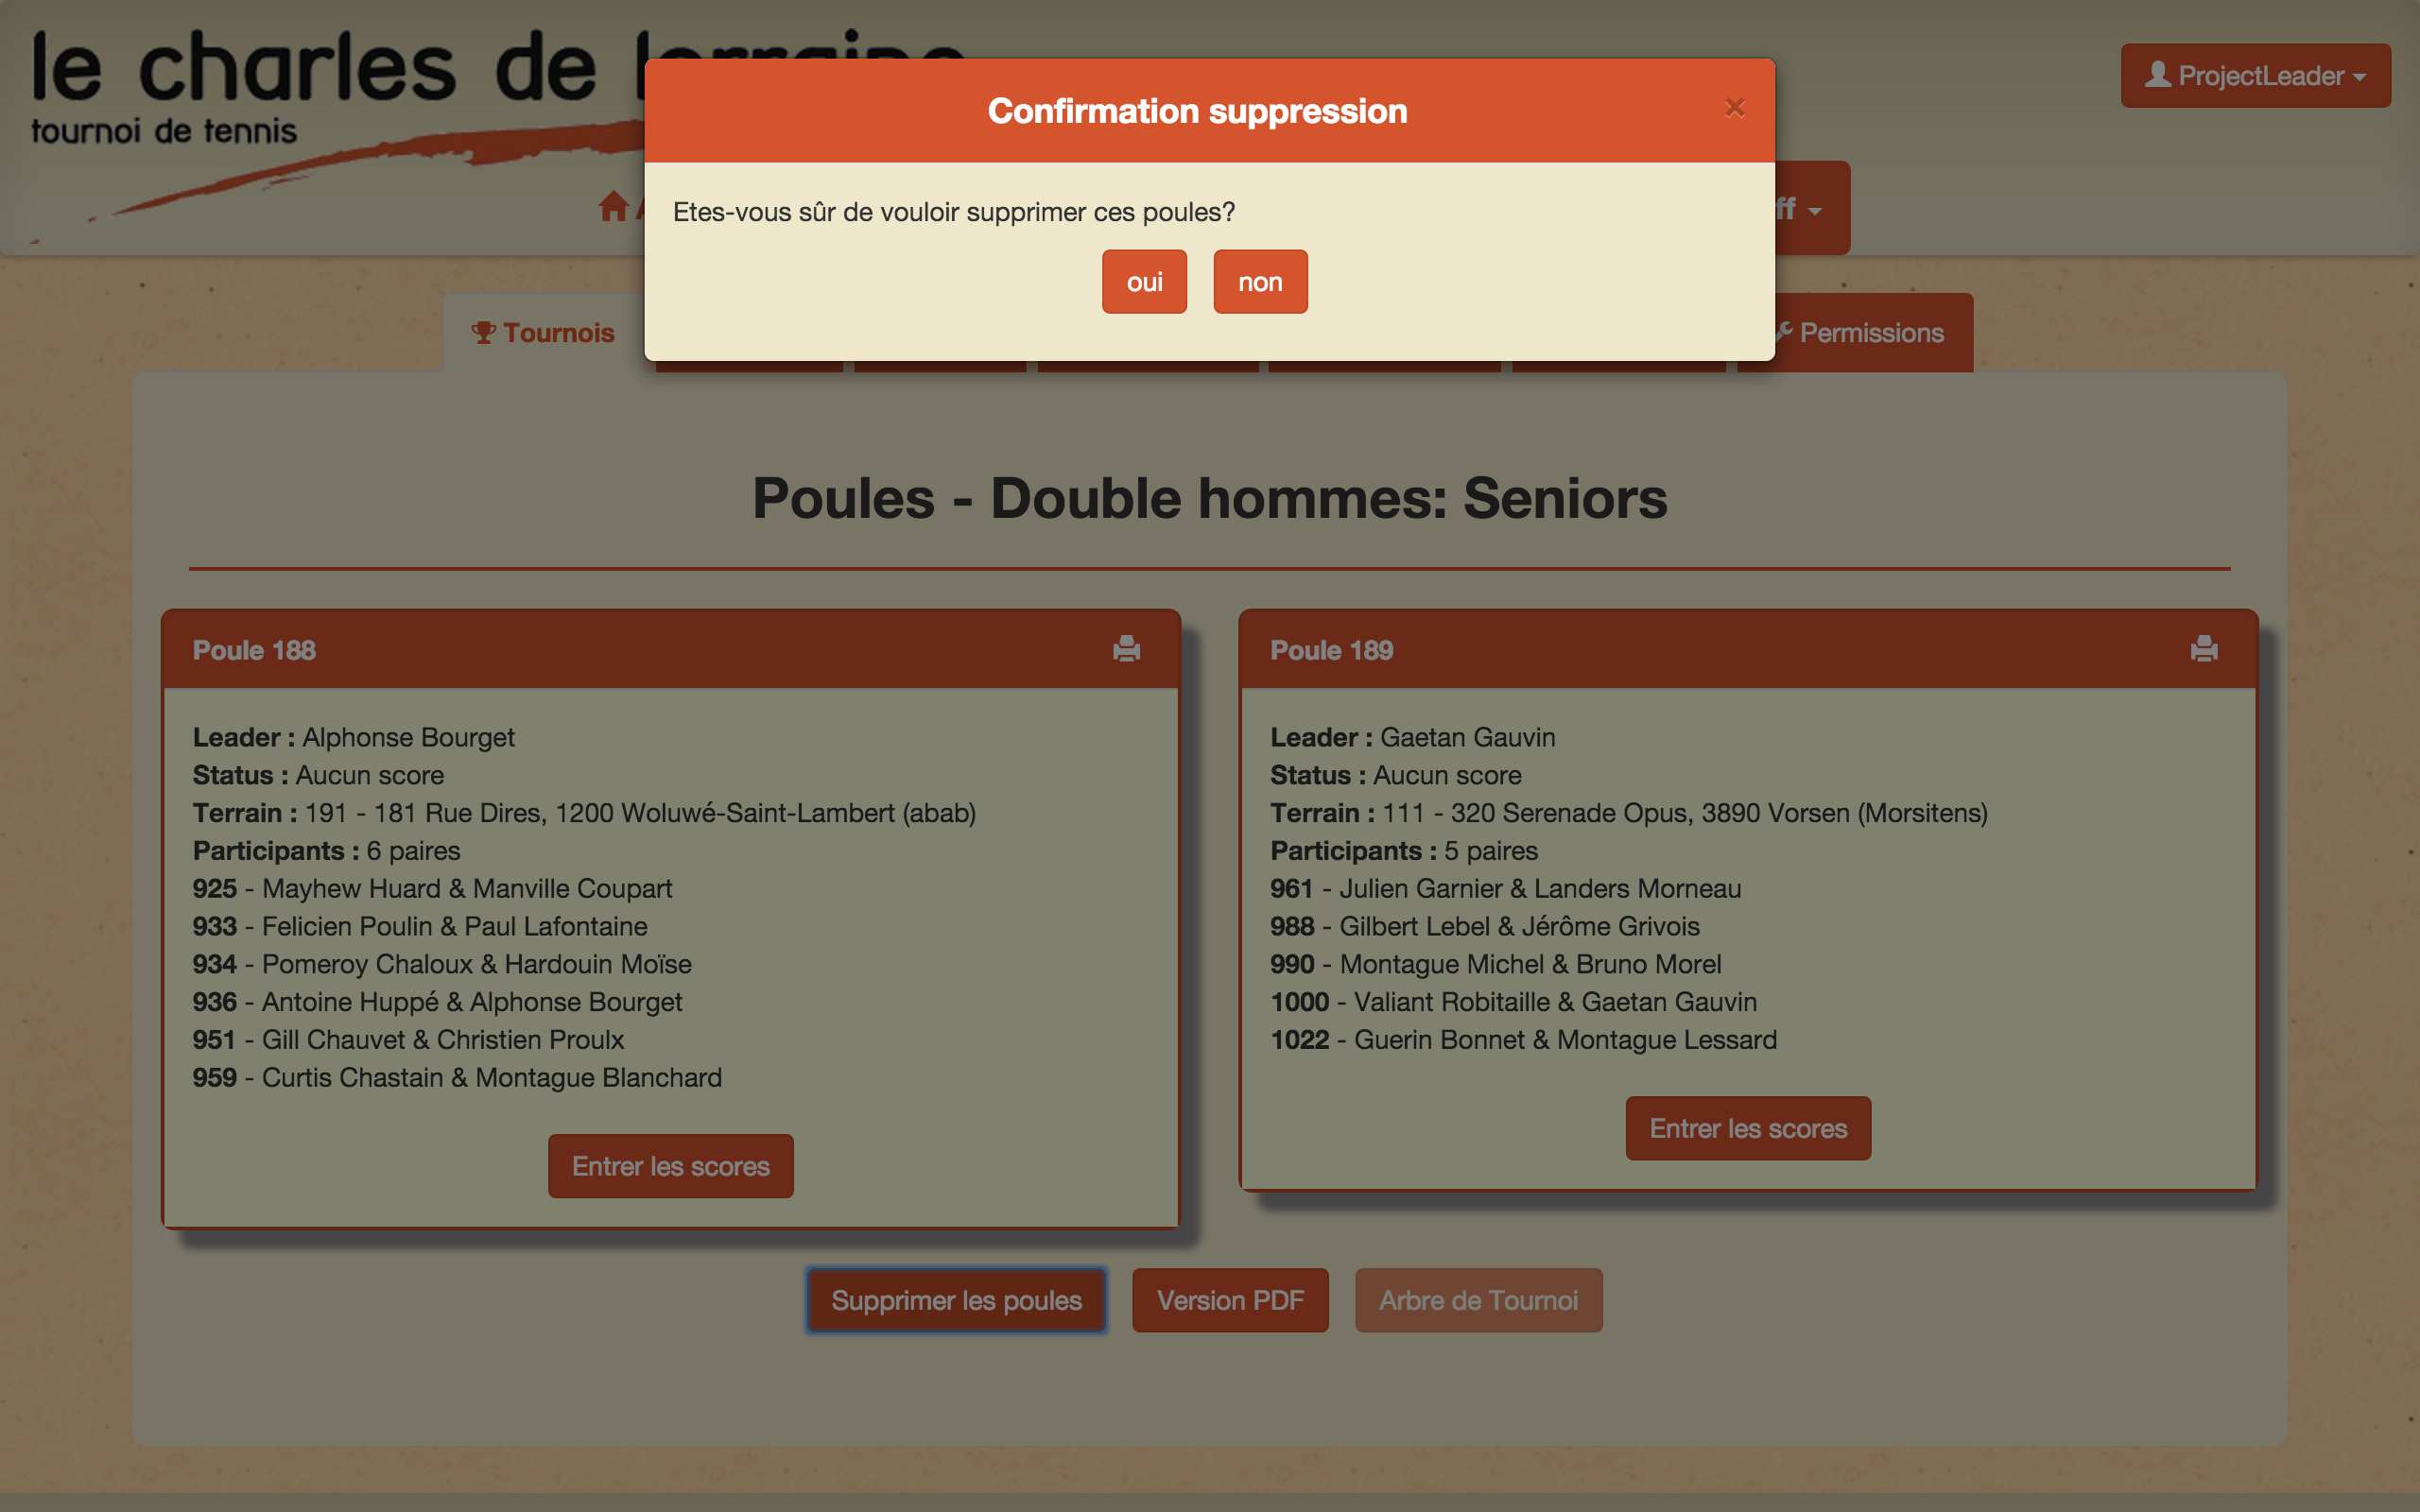 le charles de lorraine
tournoi de tennis
ProjectLeader
Confirmation suppression
×
Etes-vous sûr de vouloir supprimer ces poules?
oui non
Tournois
Permissions
Poules - Double hommes: Seniors
Poule 188
Leader : Alphonse Bourget
Status : Aucun score
Terrain : 191 - 181 Rue Dires, 1200 Woluwé-Saint-Lambert (abab)
Participants : 6 paires
925 - Mayhew Huard & Manville Coupart
933 - Felicien Poulin & Paul Lafontaine
934 - Pomeroy Chaloux & Hardouin Moïse
936 - Antoine Huppé & Alphonse Bourget
951 - Gill Chauvet & Christien Proulx
959 - Curtis Chastain & Montague Blanchard
Entrer les scores
Poule 189
Leader : Gaetan Gauvin
Status : Aucun score
Terrain : 111 - 320 Serenade Opus, 3890 Vorsen (Morsitens)
Participants : 5 paires
961 - Julien Garnier & Landers Morneau
988 - Gilbert Lebel & Jérôme Grivois
990 - Montague Michel & Bruno Morel
1000 - Valiant Robitaille & Gaetan Gauvin
1022 - Guerin Bonnet & Montague Lessard
Entrer les scores
Supprimer les poules Version PDF Arbre de Tournoi